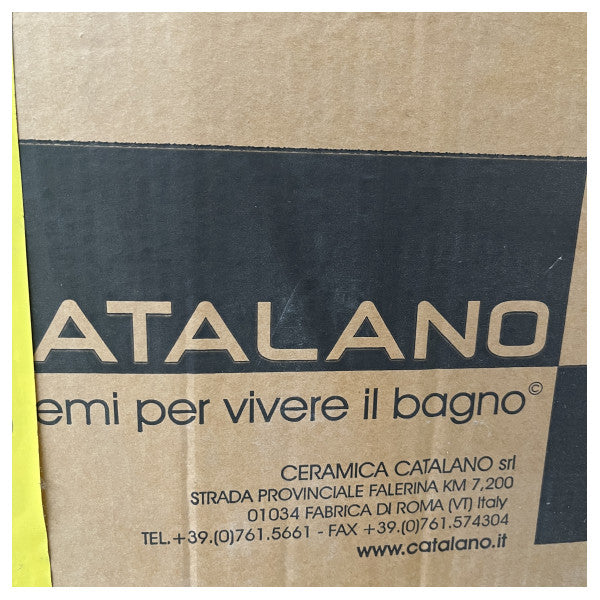 ATALANO
emi per vivere il bagno©
CERAMICA CATALANO srl
STRADA PROVINCIALE FALERINA KM 7,200
01034 FABRICA DI ROMA (VT) Italy
TEL.+39.(0)761.5661 - FAX +39.(0)761.574304
www.catalano.it